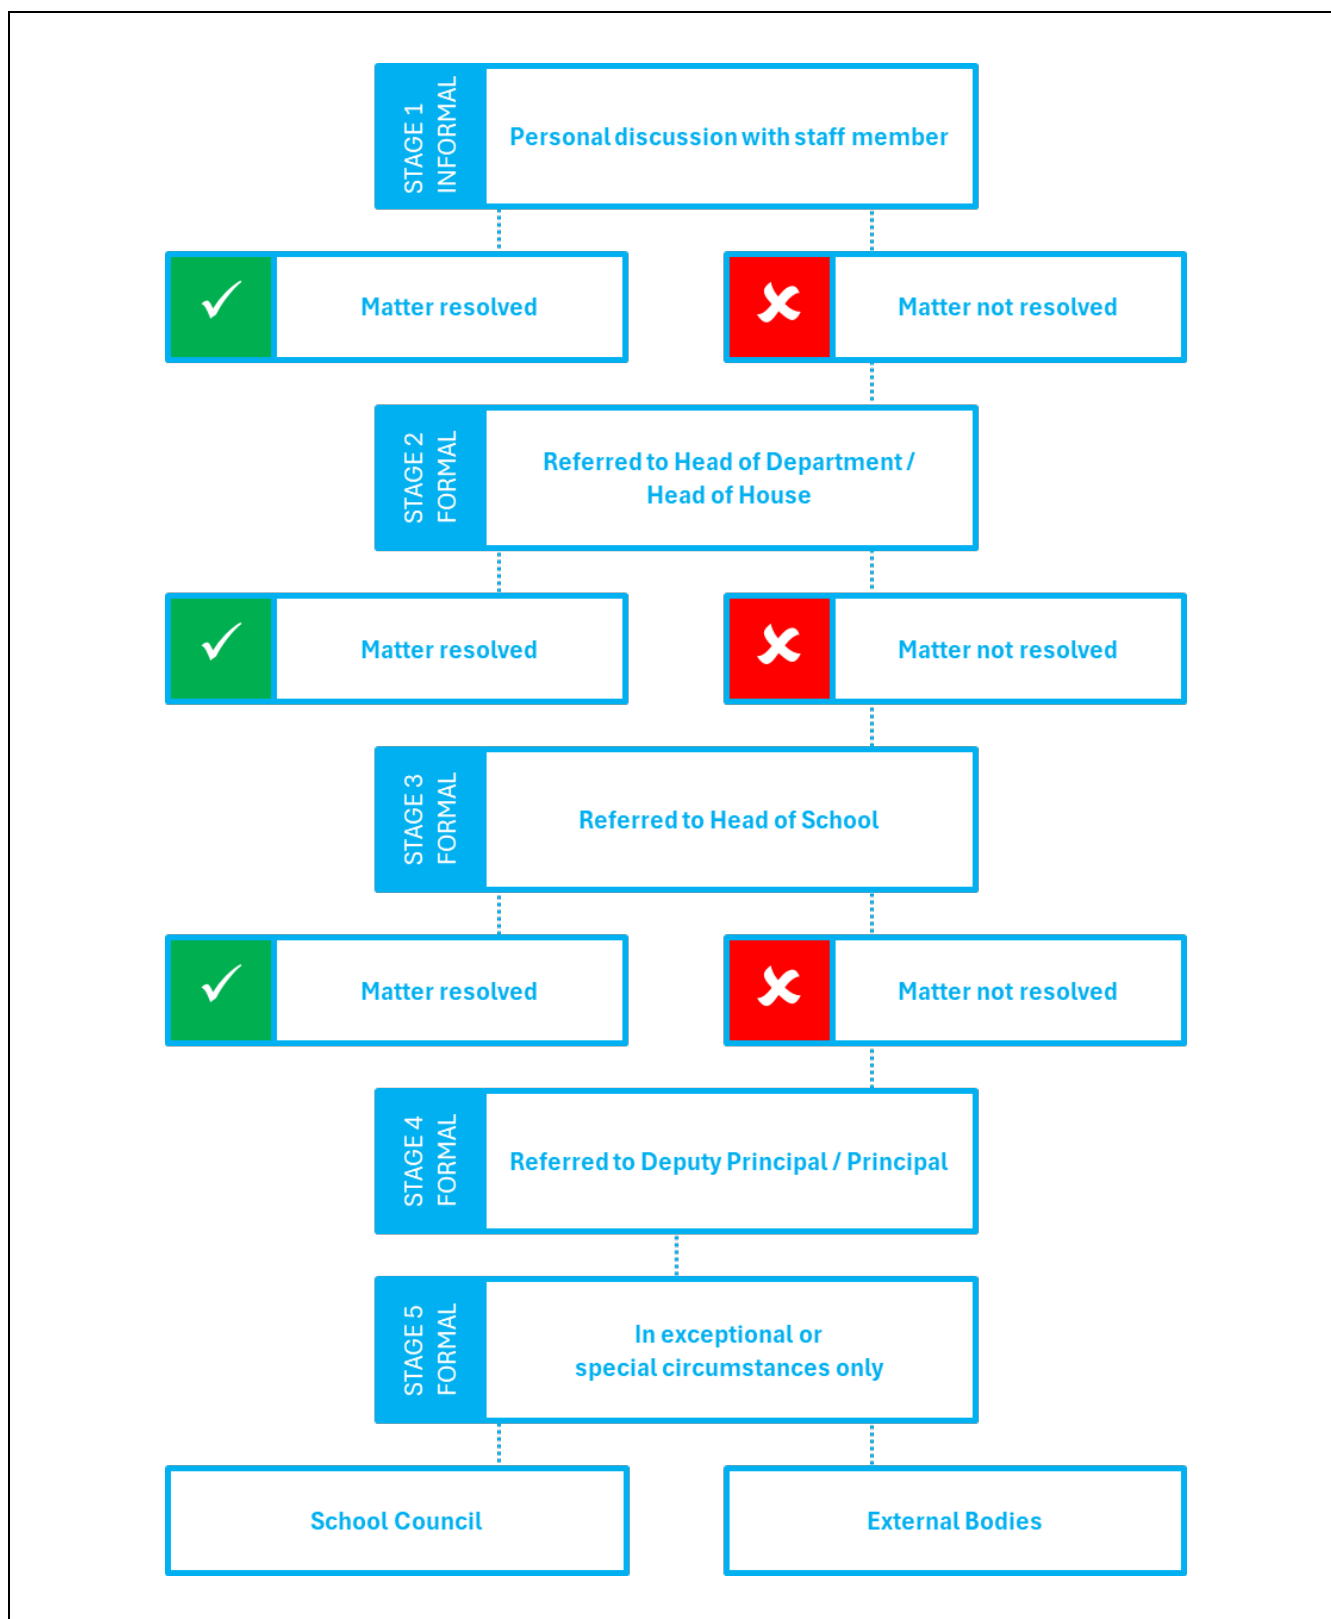 STAGE 1
INFORMAL
Personal discussion with staff member
Matter resolved
Matter not resolved
STAGE 2
FORMAL
Referred to Head of Department /
Head of House
Matter resolved
Matter not resolved
STAGE 3
FORMAL
Referred to Head of School
Matter resolved
Matter not resolved
STAGE 4
FORMAL
Referred to Deputy Principal / Principal
STAGE 5
FORMAL
In exceptional or
special circumstances only
School Council
External Bodies